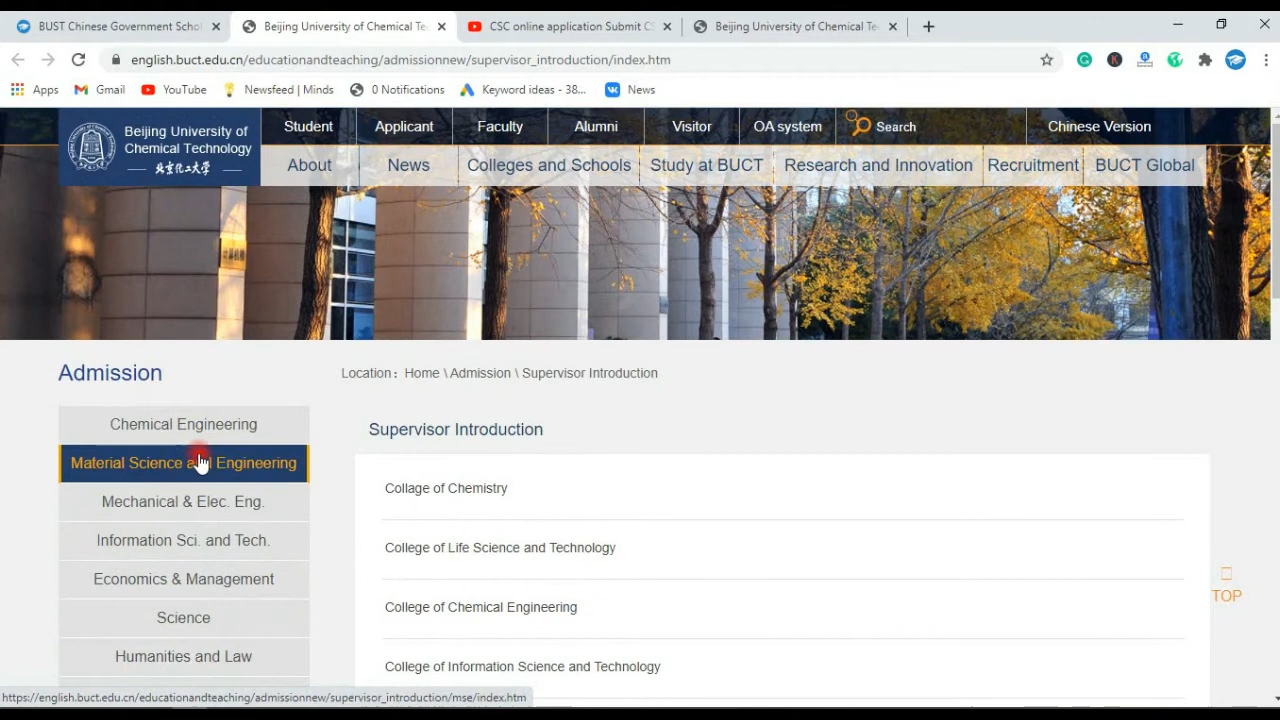 BUST Chinese Government Schol
Beijing University of Chemical Te
CSC online application Submit CS
Beijing University of Chemical Te
english.buct.edu.cn/educationandteaching/admissionnew/supervisor_introduction/index.htm
Apps
Gmail
YouTube
Newsfeed | Minds
0 Notifications
Keyword ideas - 38...
News
Beijing University of
Chemical Technology
北京化工大学
Student
Applicant
Faculty
Alumni
Visitor
OA system
Search
Chinese Version
About
News
Colleges and Schools
Study at BUCT
Research and Innovation
Recruitment
BUCT Global
Admission
Location： Home \ Admission \ Supervisor Introduction
Chemical Engineering
Material Science and Engineering
Mechanical & Elec. Eng.
Information Sci. and Tech.
Economics & Management
Science
Humanities and Law
Supervisor Introduction
Collage of Chemistry
College of Life Science and Technology
College of Chemical Engineering
College of Information Science and Technology
TOP
https://english.buct.edu.cn/educationandteaching/admissionnew/supervisor_introduction/mse/index.htm